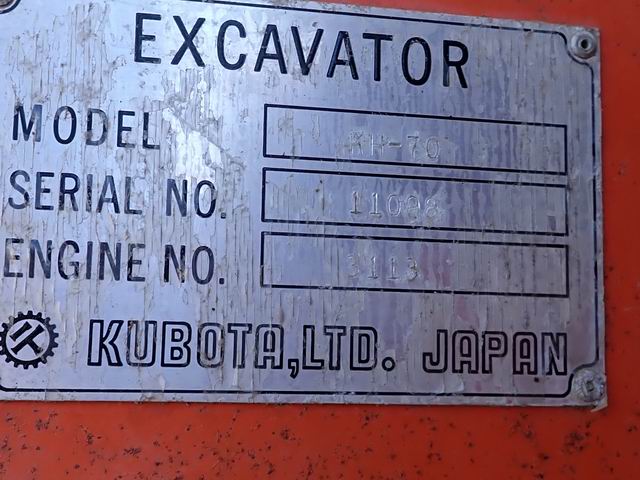 EXCAVATOR
MODEL KH-70
SERIAL NO. 11098
ENGINE NO. 3113
KUBOTA,LTD. JAPAN